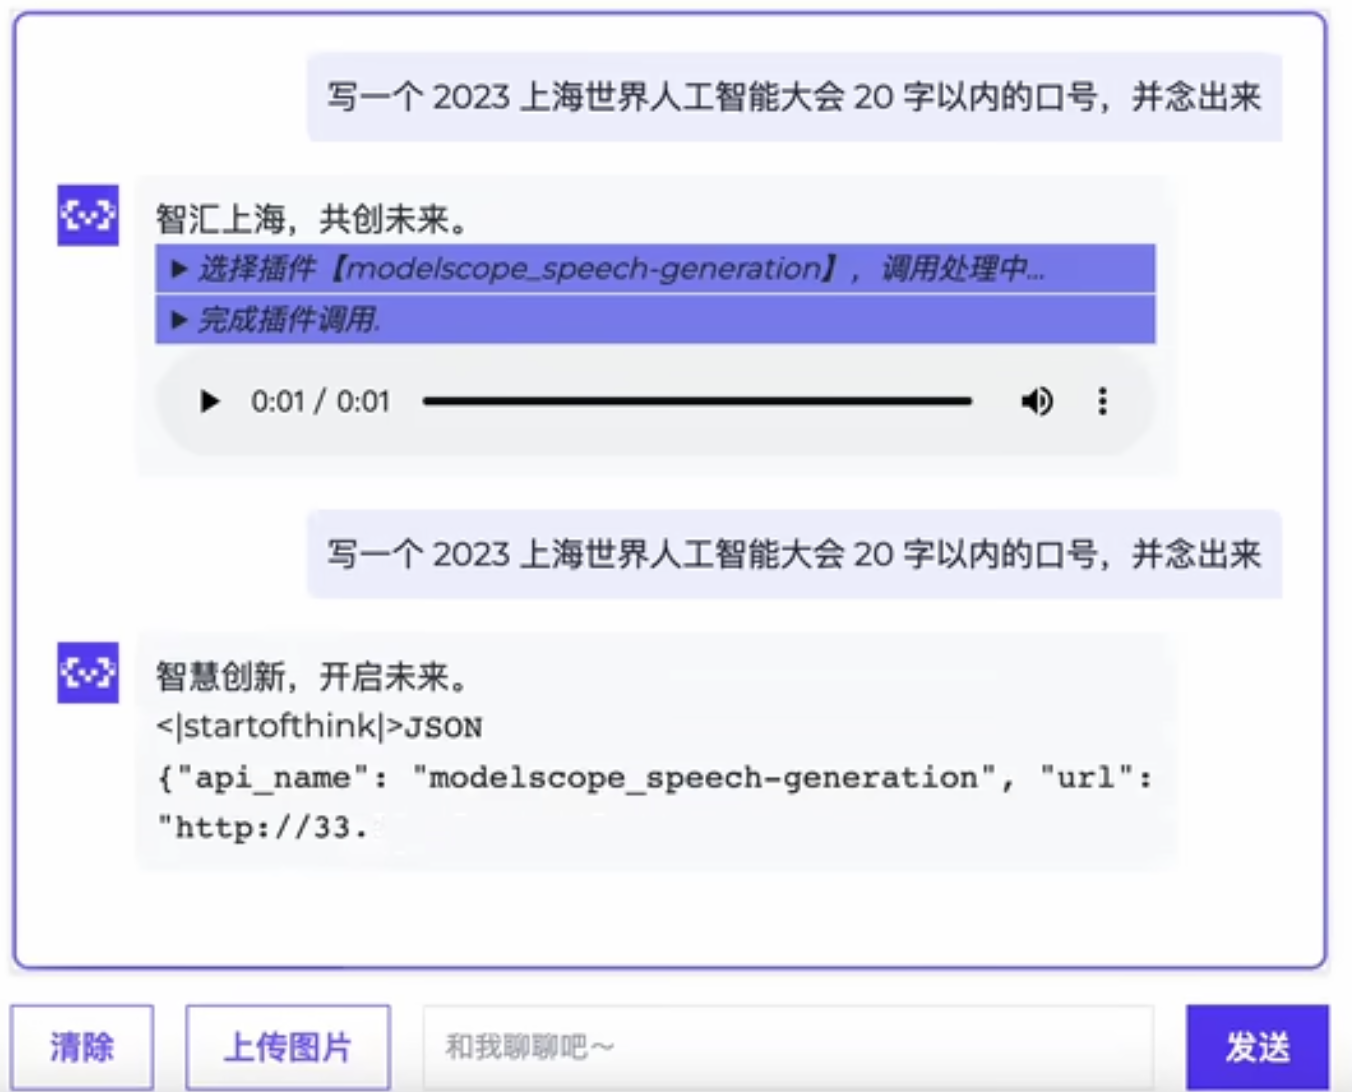 写一个 2023 上海世界人工智能大会 20 字以内的口号，并念出来
智汇上海，共创未来。
▶ 选择插件【modelscope_speech-generation】，调用处理中...
▶ 完成插件调用.
0:01 / 0:01
写一个 2023 上海世界人工智能大会 20 字以内的口号，并念出来
智慧创新，开启未来。
<|startofthink|>JSON
{"api_name": "modelscope_speech-generation", "url":
"http://33.
清除 上传图片 和我聊聊吧～ 发送